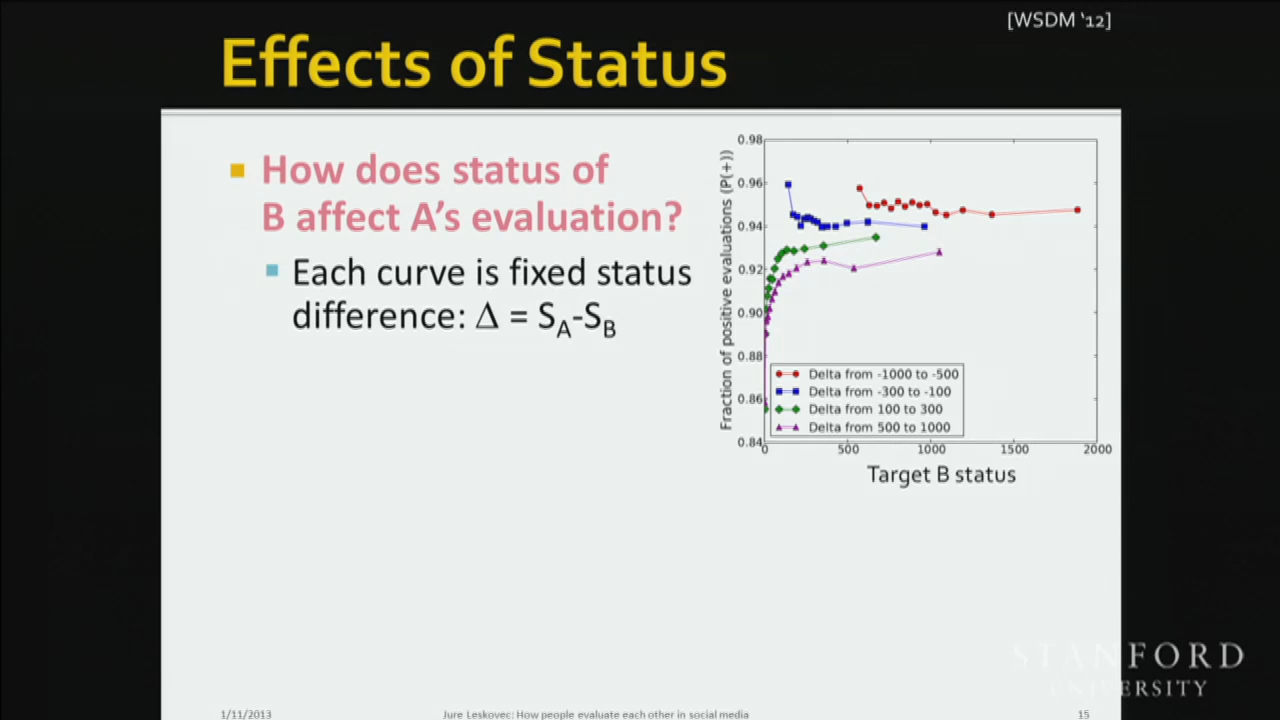 [WSDM ‘12]
Effects of Status
How does status of
B affect A’s evaluation?
Each curve is fixed status
difference: Δ = SA-SB
Fraction of positive evaluations (P(+))
0.98
0.96
0.94
0.92
0.90
0.88
0.86
0.84
Delta from -1000 to -500
Delta from -300 to -100
Delta from 100 to 300
Delta from 500 to 1000
0 500 1000 1500 2000
Target B status
STANFORD
UNIVERSITY
1/11/2013 Jure Leskovec: How people evaluate each other in social media 15